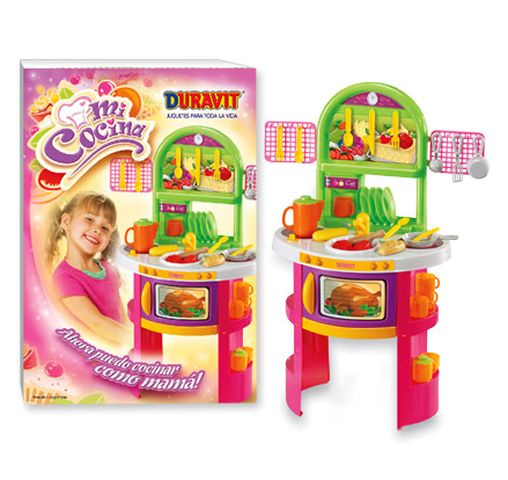 mi
Cocina
DURAVIT
JUGUETES PARA TODA LA VIDA
Ahora puedo cocinar
como mamá!
DURAVIT